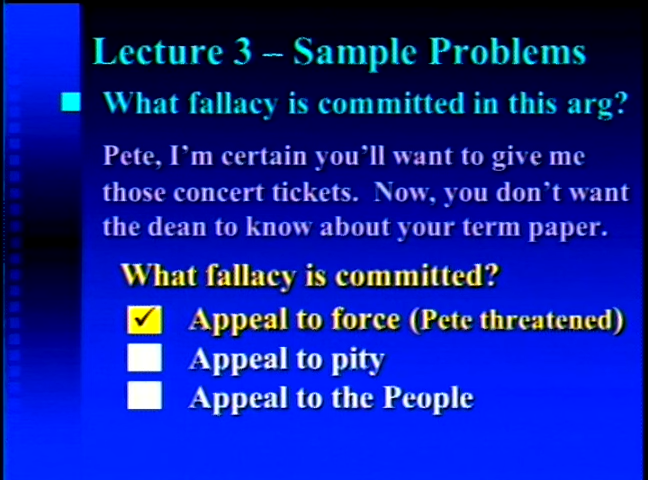 Lecture 3 – Sample Problems
What fallacy is committed in this arg?
Pete, I'm certain you'll want to give me
those concert tickets. Now, you don't want
the dean to know about your term paper.
What fallacy is committed?
Appeal to force (Pete threatened)
Appeal to pity
Appeal to the People